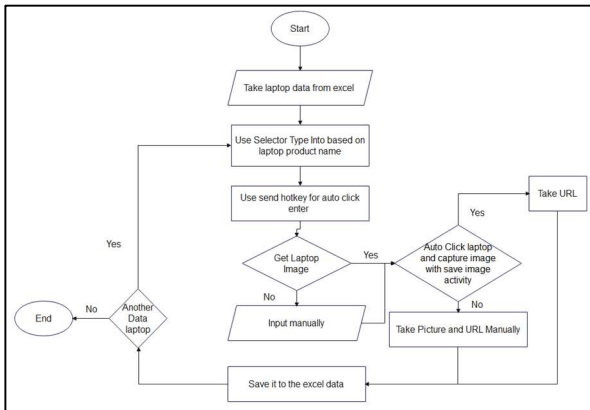 Start
Take laptop data from excel
Use Selector Type Into based on
laptop product name
Use send hotkey for auto click
enter
Take URL
Yes
Get Laptop
Image
Yes
Auto Click laptop
and capture image
with save image
activity
Yes
No
No
Input manually
Take Picture and URL Manually
End
No
Another
Data
laptop
Save it to the excel data